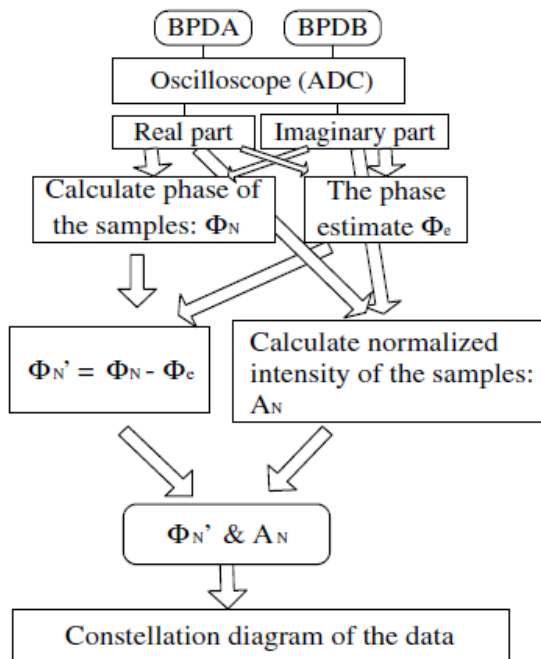 BPDA
BPDB
Oscilloscope (ADC)
Real part
Imaginary part
Calculate phase of
the samples: ΦN
The phase
estimate Φe
ΦN' = ΦN - Φe
Calculate normalized
intensity of the samples:
AN
ΦN' & AN
Constellation diagram of the data